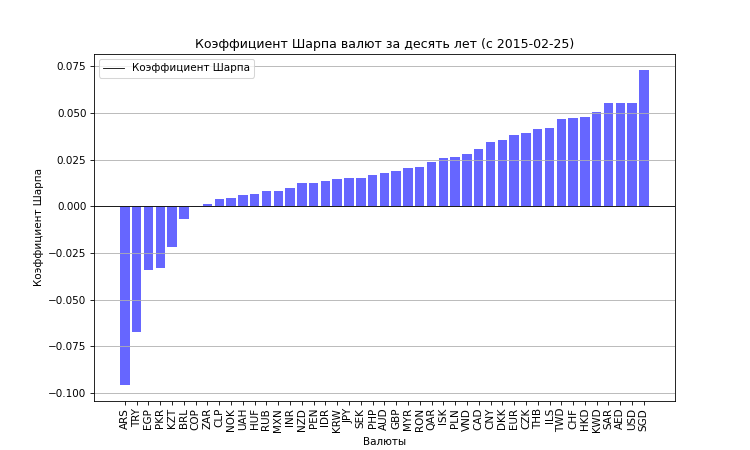 Коэффициент Шарпа валют за десять лет (с 2015-02-25)
Коэффициент Шарпа
Коэффициент Шарпа
0.075
0.050
0.025
0.000
−0.025
−0.050
−0.075
−0.100
ARS
TRY
EGP
PKR
KZT
BRL
COP
ZAR
CLP
NOK
UAH
HUF
RUB
MXN
INR
NZD
PEN
IDR
KRW
JPY
SEK
PHP
AUD
GBP
MYR
RON
QAR
ISK
PLN
VND
CAD
CNY
DKK
EUR
CZK
THB
ILS
TWD
CHF
HKD
KWD
SAR
AED
USD
SGD
Валюты